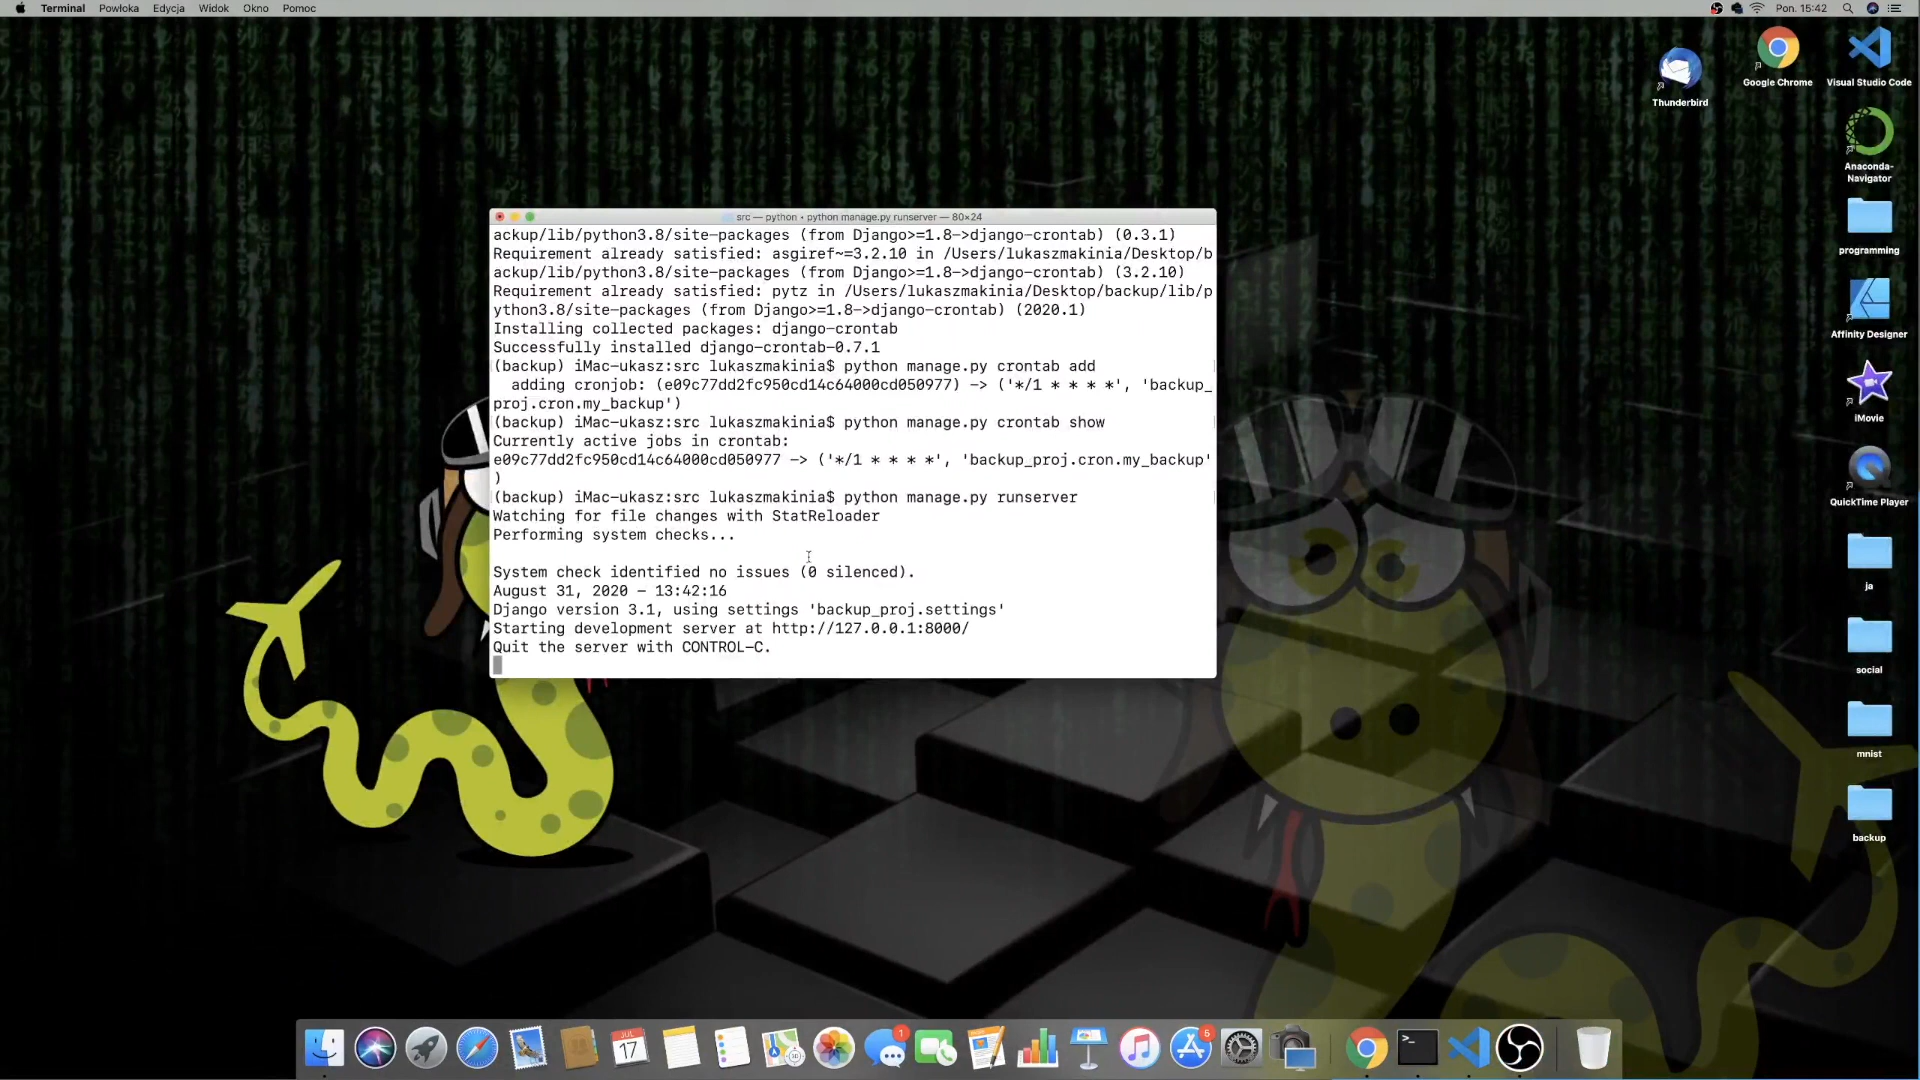 Terminal Powłoka Edycja Widok Okno Pomoc Pon. 15:42
Thunderbird
Google Chrome
Visual Studio Code
Anaconda-
Navigator
programming
Affinity Designer
iMovie
QuickTime Player
ja
social
mnist
backup
src — python • python manage.py runserver — 80×24
ackup/lib/python3.8/site-packages (from Django>=1.8->django-crontab) (0.3.1)
Requirement already satisfied: asgiref~=3.2.10 in /Users/lukaszmakinia/Desktop/b
ackup/lib/python3.8/site-packages (from Django>=1.8->django-crontab) (3.2.10)
Requirement already satisfied: pytz in /Users/lukaszmakinia/Desktop/backup/lib/p
ython3.8/site-packages (from Django>=1.8->django-crontab) (2020.1)
Installing collected packages: django-crontab
Successfully installed django-crontab-0.7.1
(backup) iMac-ukasz:src lukaszmakinia$ python manage.py crontab add
  adding cronjob: (e09c77dd2fc950cd14c64000cd050977) -> ('*/1 * * * *', 'backup_
proj.cron.my_backup')
(backup) iMac-ukasz:src lukaszmakinia$ python manage.py crontab show
Currently active jobs in crontab:
e09c77dd2fc950cd14c64000cd050977 -> ('*/1 * * * *', 'backup_proj.cron.my_backup'
)
(backup) iMac-ukasz:src lukaszmakinia$ python manage.py runserver
Watching for file changes with StatReloader
Performing system checks...
System check identified no issues (0 silenced).
August 31, 2020 - 13:42:16
Django version 3.1, using settings 'backup_proj.settings'
Starting development server at http://127.0.0.1:8000/
Quit the server with CONTROL-C.
JUL
17
1
5